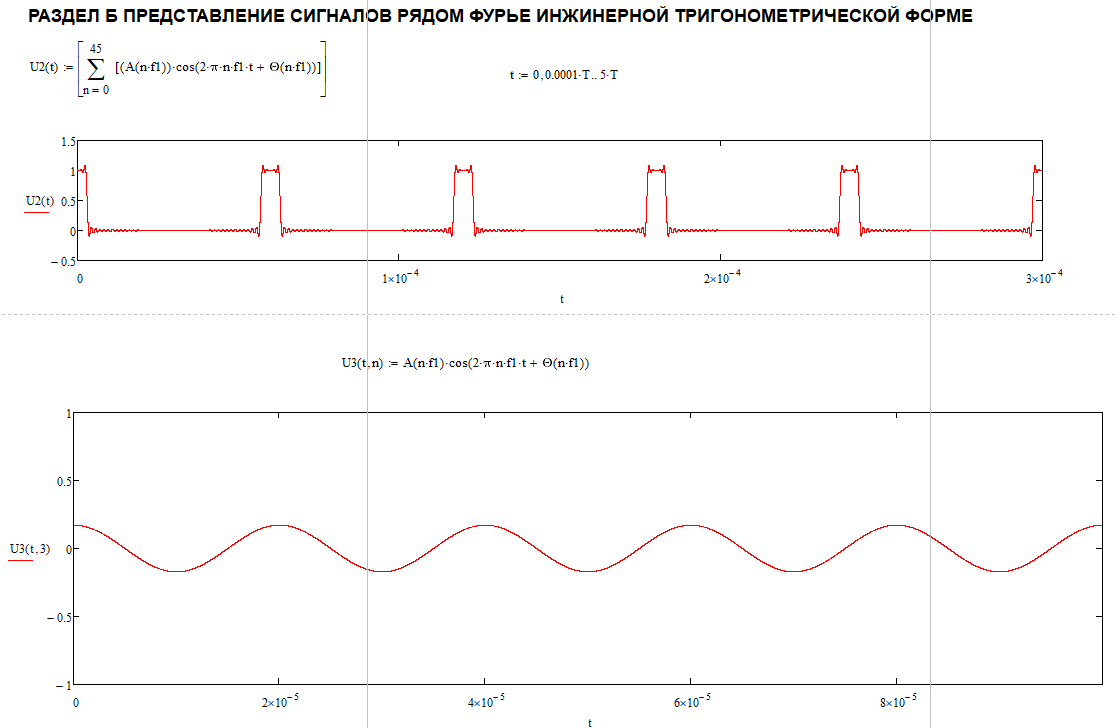 РАЗДЕЛ Б ПРЕДСТАВЛЕНИЕ СИГНАЛОВ РЯДОМ ФУРЬЕ ИНЖИНЕРНОЙ ТРИГОНОМЕТРИЧЕСКОЙ ФОРМЕ
45
U2(t) := [∑ [(A(n·f1))·cos(2·π·n·f1·t + Θ(n·f1))]]
n = 0
t := 0,0.0001·T.. 5·T
1.5
1
U2(t) 0.5
0
−0.5
0 1×10⁻⁴ 2×10⁻⁴ 3×10⁻⁴
t
U3(t,n) := A(n·f1)·cos(2·π·n·f1·t + Θ(n·f1))
1
0.5
U3(t,3) 0
−0.5
−1
0 2×10⁻⁵ 4×10⁻⁵ 6×10⁻⁵ 8×10⁻⁵
t